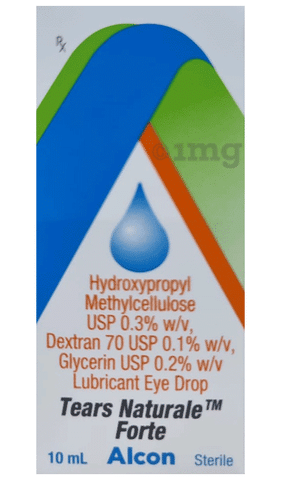 Rx
1mg
Hydroxypropyl
Methylcellulose
USP 0.3% w/v,
Dextran 70 USP 0.1% w/v,
Glycerin USP 0.2% w/v
Lubricant Eye Drop
Tears Naturale™
Forte
10 mL Alcon Sterile